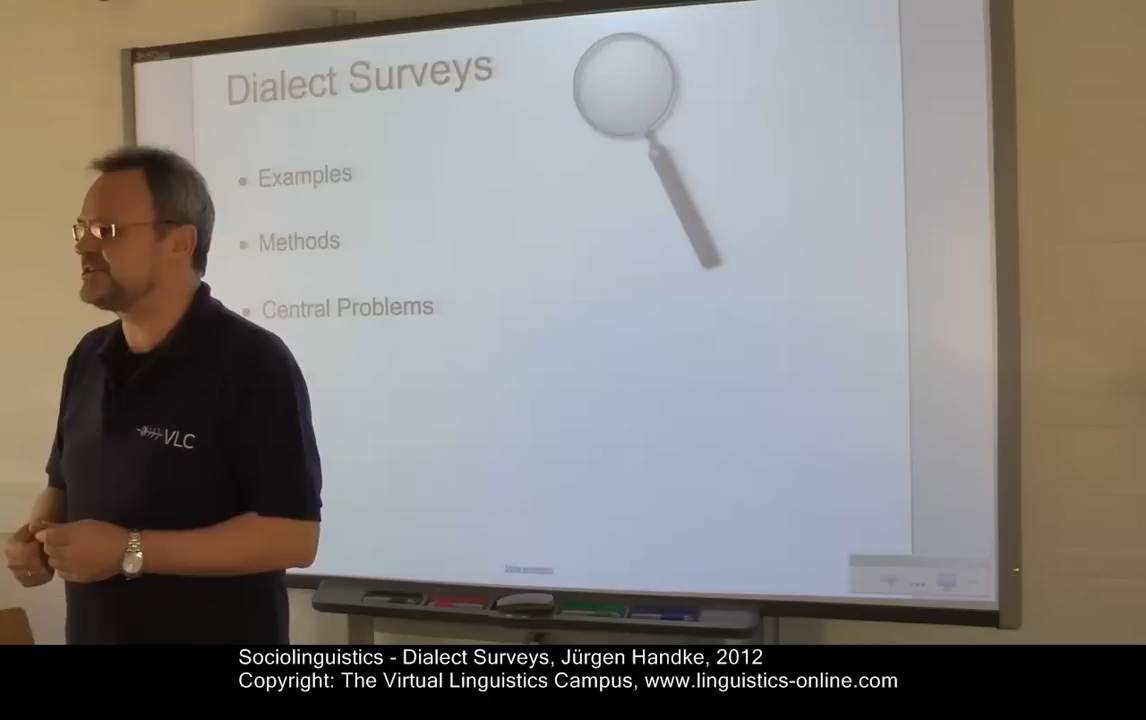 Dialect Surveys
• Examples
• Methods
• Central Problems
VLC
Sociolinguistics - Dialect Surveys, Jürgen Handke, 2012
Copyright: The Virtual Linguistics Campus, www.linguistics-online.com